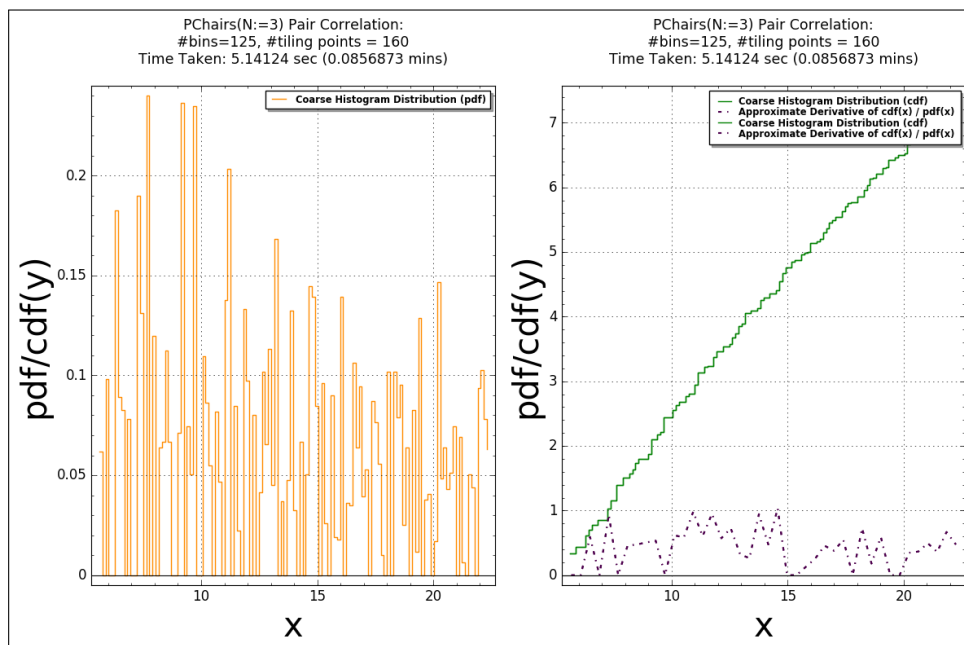 PChairs(N:=3) Pair Correlation:
#bins=125, #tiling points = 160
Time Taken: 5.14124 sec (0.0856873 mins)
Coarse Histogram Distribution (pdf)
0.2
0.15
0.1
0.05
0
10
15
20
pdf/cdf(y)
x
PChairs(N:=3) Pair Correlation:
#bins=125, #tiling points = 160
Time Taken: 5.14124 sec (0.0856873 mins)
Coarse Histogram Distribution (cdf)
Approximate Derivative of cdf(x) / pdf(x)
Coarse Histogram Distribution (cdf)
Approximate Derivative of cdf(x) / pdf(x)
7
6
5
4
3
2
1
0
10
15
20
pdf/cdf(y)
x